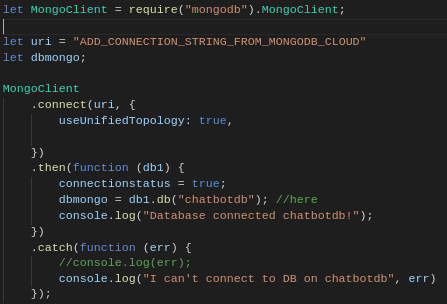 let MongoClient = require("mongodb").MongoClient;
let uri = "ADD_CONNECTION_STRING_FROM_MONGODB_CLOUD"
let dbmongo;
MongoClient
    .connect(uri, {
        useUnifiedTopology: true,
    })
    .then(function (db1) {
        connectionstatus = true;
        dbmongo = db1.db("chatbotdb"); //here
        console.log("Database connected chatbotdb!");
    })
    .catch(function (err) {
        //console.log(err);
        console.log("I can't connect to DB on chatbotdb", err)
    });